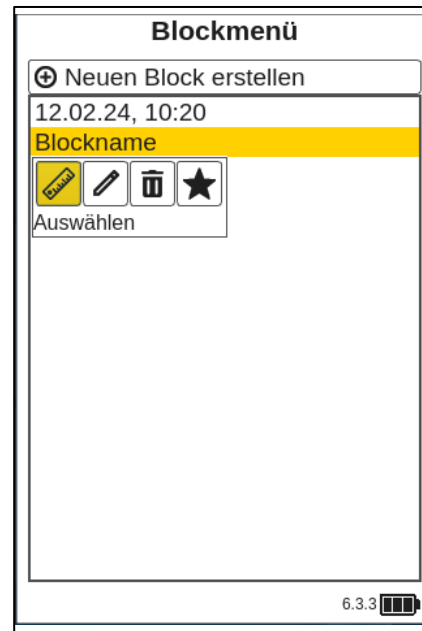 Blockmenü
Neuen Block erstellen
12.02.24, 10:20
Blockname
Auswählen
6.3.3